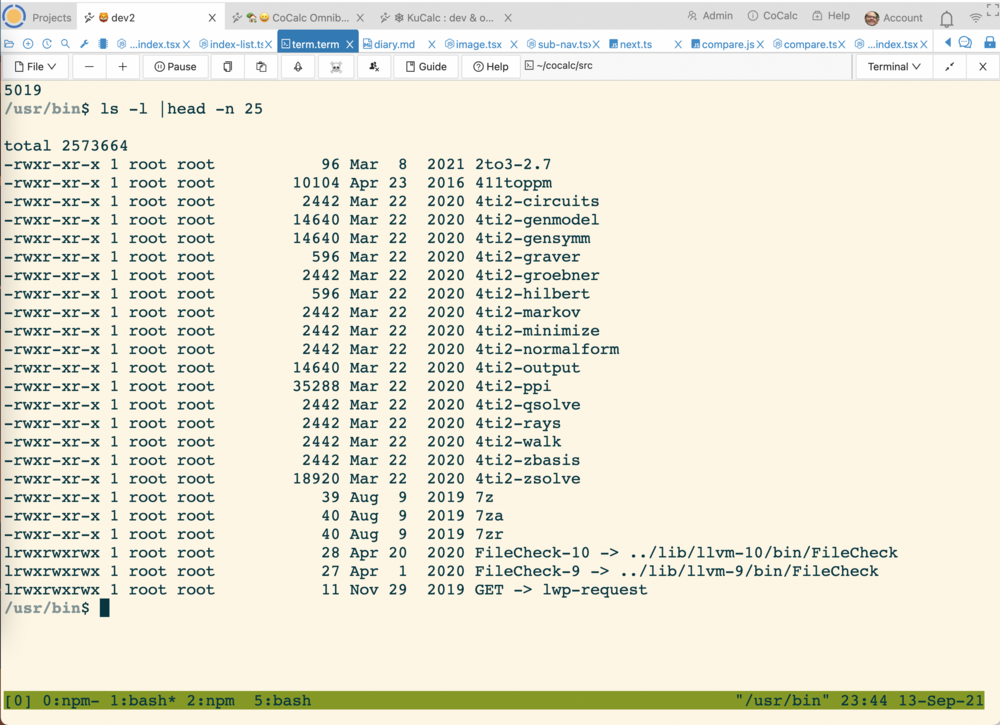 Projects dev2 CoCalc Omnib... KuCalc : dev & o... Admin CoCalc Help Account
...index.tsx index-list.ts term.term diary.md image.tsx sub-nav.ts next.ts compare.js compare.ts ...index.tsx
File Pause Guide Help ~/cocalc/src Terminal
5019
/usr/bin$ ls -l |head -n 25
total 2573664
-rwxr-xr-x 1 root root 96 Mar 8 2021 2to3-2.7
-rwxr-xr-x 1 root root 10104 Apr 23 2016 411toppm
-rwxr-xr-x 1 root root 2442 Mar 22 2020 4ti2-circuits
-rwxr-xr-x 1 root root 14640 Mar 22 2020 4ti2-genmodel
-rwxr-xr-x 1 root root 14640 Mar 22 2020 4ti2-gensymm
-rwxr-xr-x 1 root root 596 Mar 22 2020 4ti2-graver
-rwxr-xr-x 1 root root 2442 Mar 22 2020 4ti2-groebner
-rwxr-xr-x 1 root root 596 Mar 22 2020 4ti2-hilbert
-rwxr-xr-x 1 root root 2442 Mar 22 2020 4ti2-markov
-rwxr-xr-x 1 root root 2442 Mar 22 2020 4ti2-minimize
-rwxr-xr-x 1 root root 2442 Mar 22 2020 4ti2-normalform
-rwxr-xr-x 1 root root 14640 Mar 22 2020 4ti2-output
-rwxr-xr-x 1 root root 35288 Mar 22 2020 4ti2-ppi
-rwxr-xr-x 1 root root 2442 Mar 22 2020 4ti2-qsolve
-rwxr-xr-x 1 root root 2442 Mar 22 2020 4ti2-rays
-rwxr-xr-x 1 root root 2442 Mar 22 2020 4ti2-walk
-rwxr-xr-x 1 root root 2442 Mar 22 2020 4ti2-zbasis
-rwxr-xr-x 1 root root 18920 Mar 22 2020 4ti2-zsolve
-rwxr-xr-x 1 root root 39 Aug 9 2019 7z
-rwxr-xr-x 1 root root 40 Aug 9 2019 7za
-rwxr-xr-x 1 root root 40 Aug 9 2019 7zr
lrwxrwxrwx 1 root root 28 Apr 20 2020 FileCheck-10 -> ../lib/llvm-10/bin/FileCheck
lrwxrwxrwx 1 root root 27 Apr 1 2020 FileCheck-9 -> ../lib/llvm-9/bin/FileCheck
lrwxrwxrwx 1 root root 11 Nov 29 2019 GET -> lwp-request
/usr/bin$
[0] 0:npm- 1:bash* 2:npm 5:bash "/usr/bin" 23:44 13-Sep-21